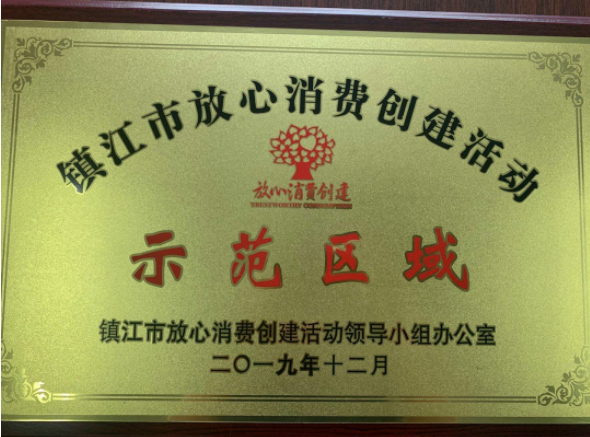 镇江市放心消费创建活动
放心消费创建
TRUSTWORTHY CONSUMPTION
示范区域
镇江市放心消费创建活动领导小组办公室
二〇一九年十二月